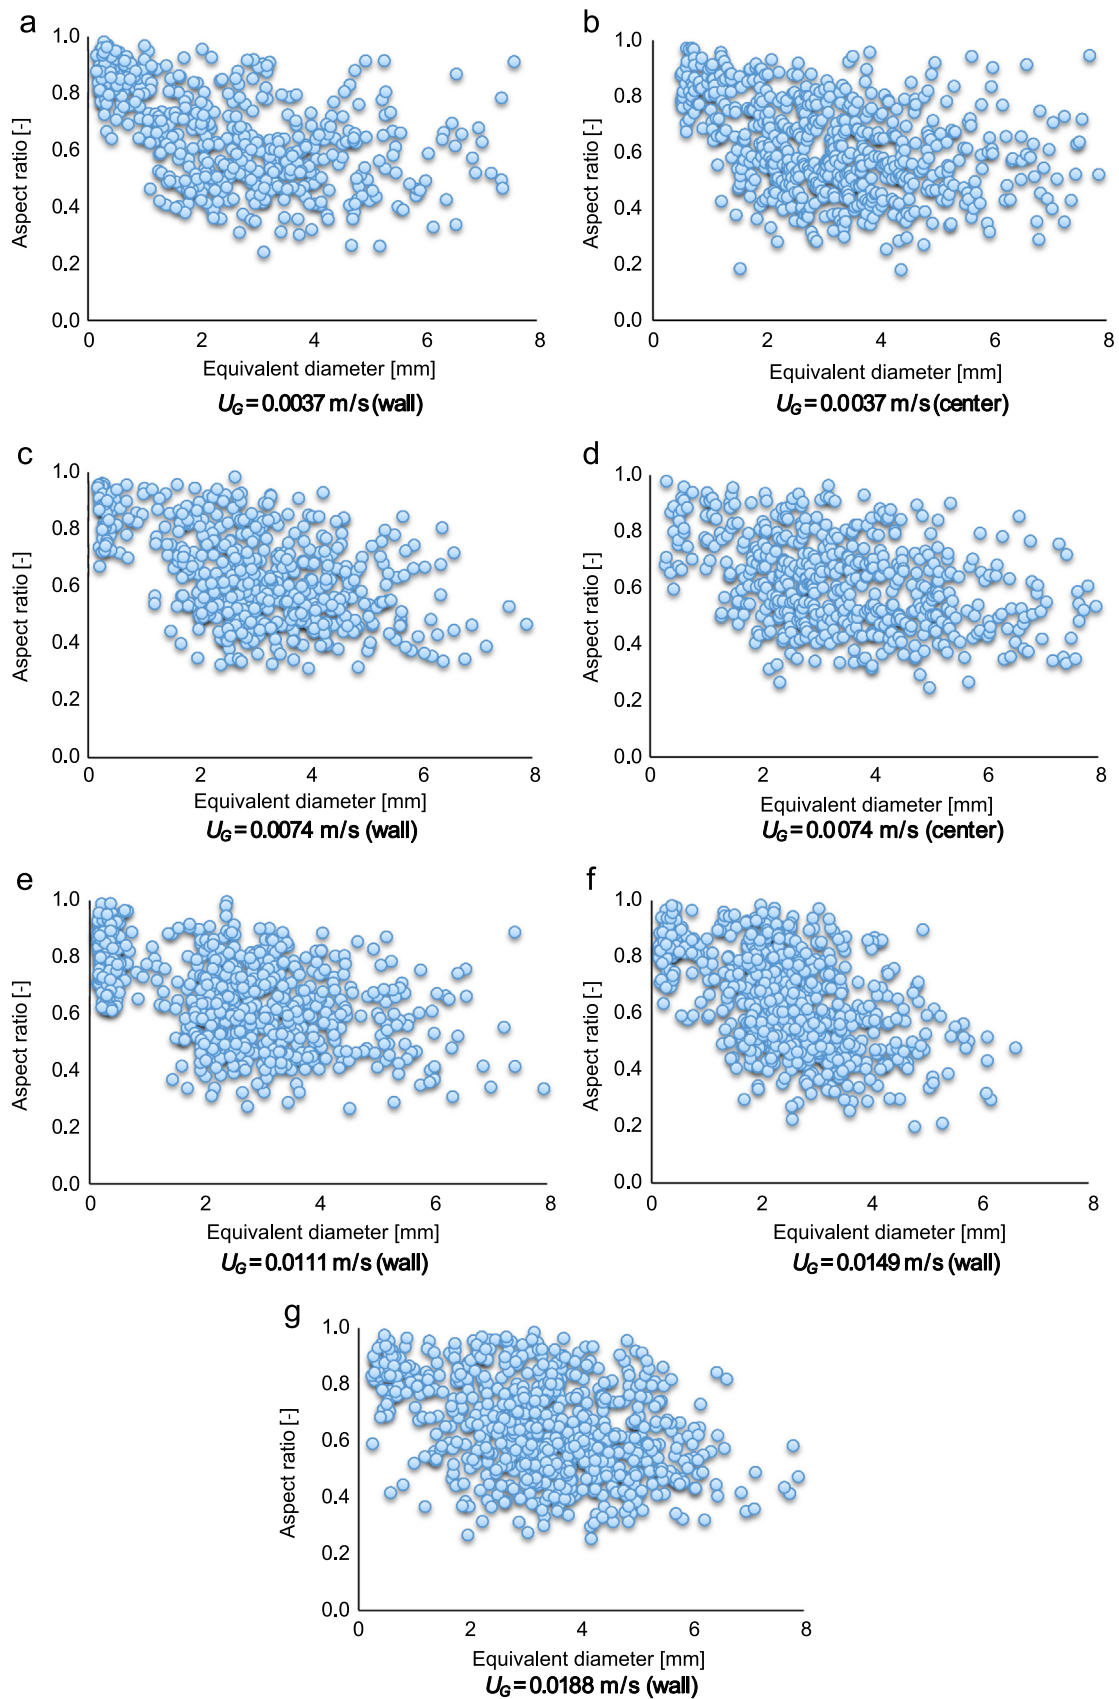 a
1.0
0.8
0.6
0.4
0.2
0.0
Aspect ratio [-]
0 2 4 6 8
Equivalent diameter [mm]
U_G = 0.0037 m/s (wall)
b
1.0
0.8
0.6
0.4
0.2
0.0
Aspect ratio [-]
0 2 4 6 8
Equivalent diameter [mm]
U_G = 0.0037 m/s (center)
c
1.0
0.8
0.6
0.4
0.2
0.0
Aspect ratio [-]
0 2 4 6 8
Equivalent diameter [mm]
U_G = 0.0074 m/s (wall)
d
1.0
0.8
0.6
0.4
0.2
0.0
Aspect ratio [-]
0 2 4 6 8
Equivalent diameter [mm]
U_G = 0.0074 m/s (center)
e
1.0
0.8
0.6
0.4
0.2
0.0
Aspect ratio [-]
0 2 4 6 8
Equivalent diameter [mm]
U_G = 0.0111 m/s (wall)
f
1.0
0.8
0.6
0.4
0.2
0.0
Aspect ratio [-]
0 2 4 6 8
Equivalent diameter [mm]
U_G = 0.0149 m/s (wall)
g
1.0
0.8
0.6
0.4
0.2
0.0
Aspect ratio [-]
0 2 4 6 8
Equivalent diameter [mm]
U_G = 0.0188 m/s (wall)